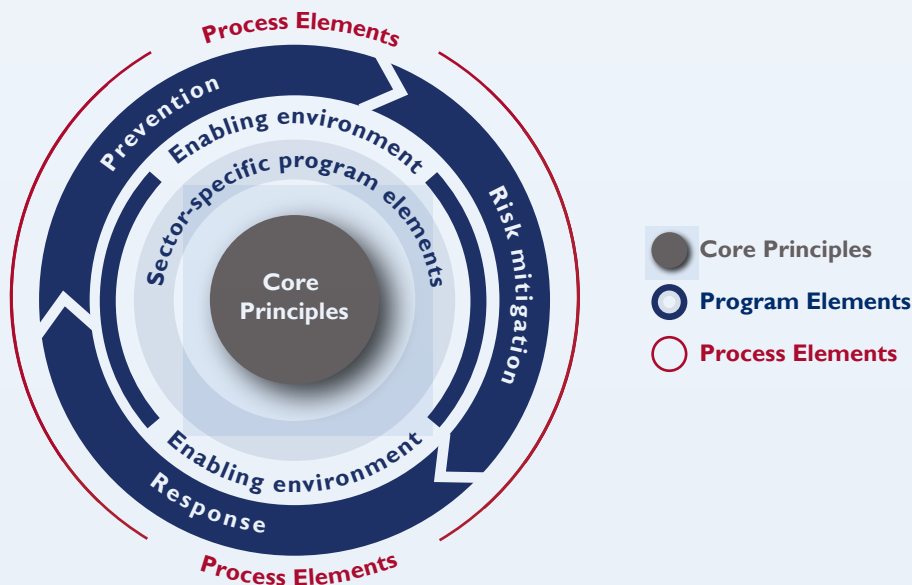 Process Elements
Prevention
Enabling environment
Sector-specific program elements
Risk mitigation
Core
Principles
Enabling environment
Response
Process Elements
Core Principles
Program Elements
Process Elements